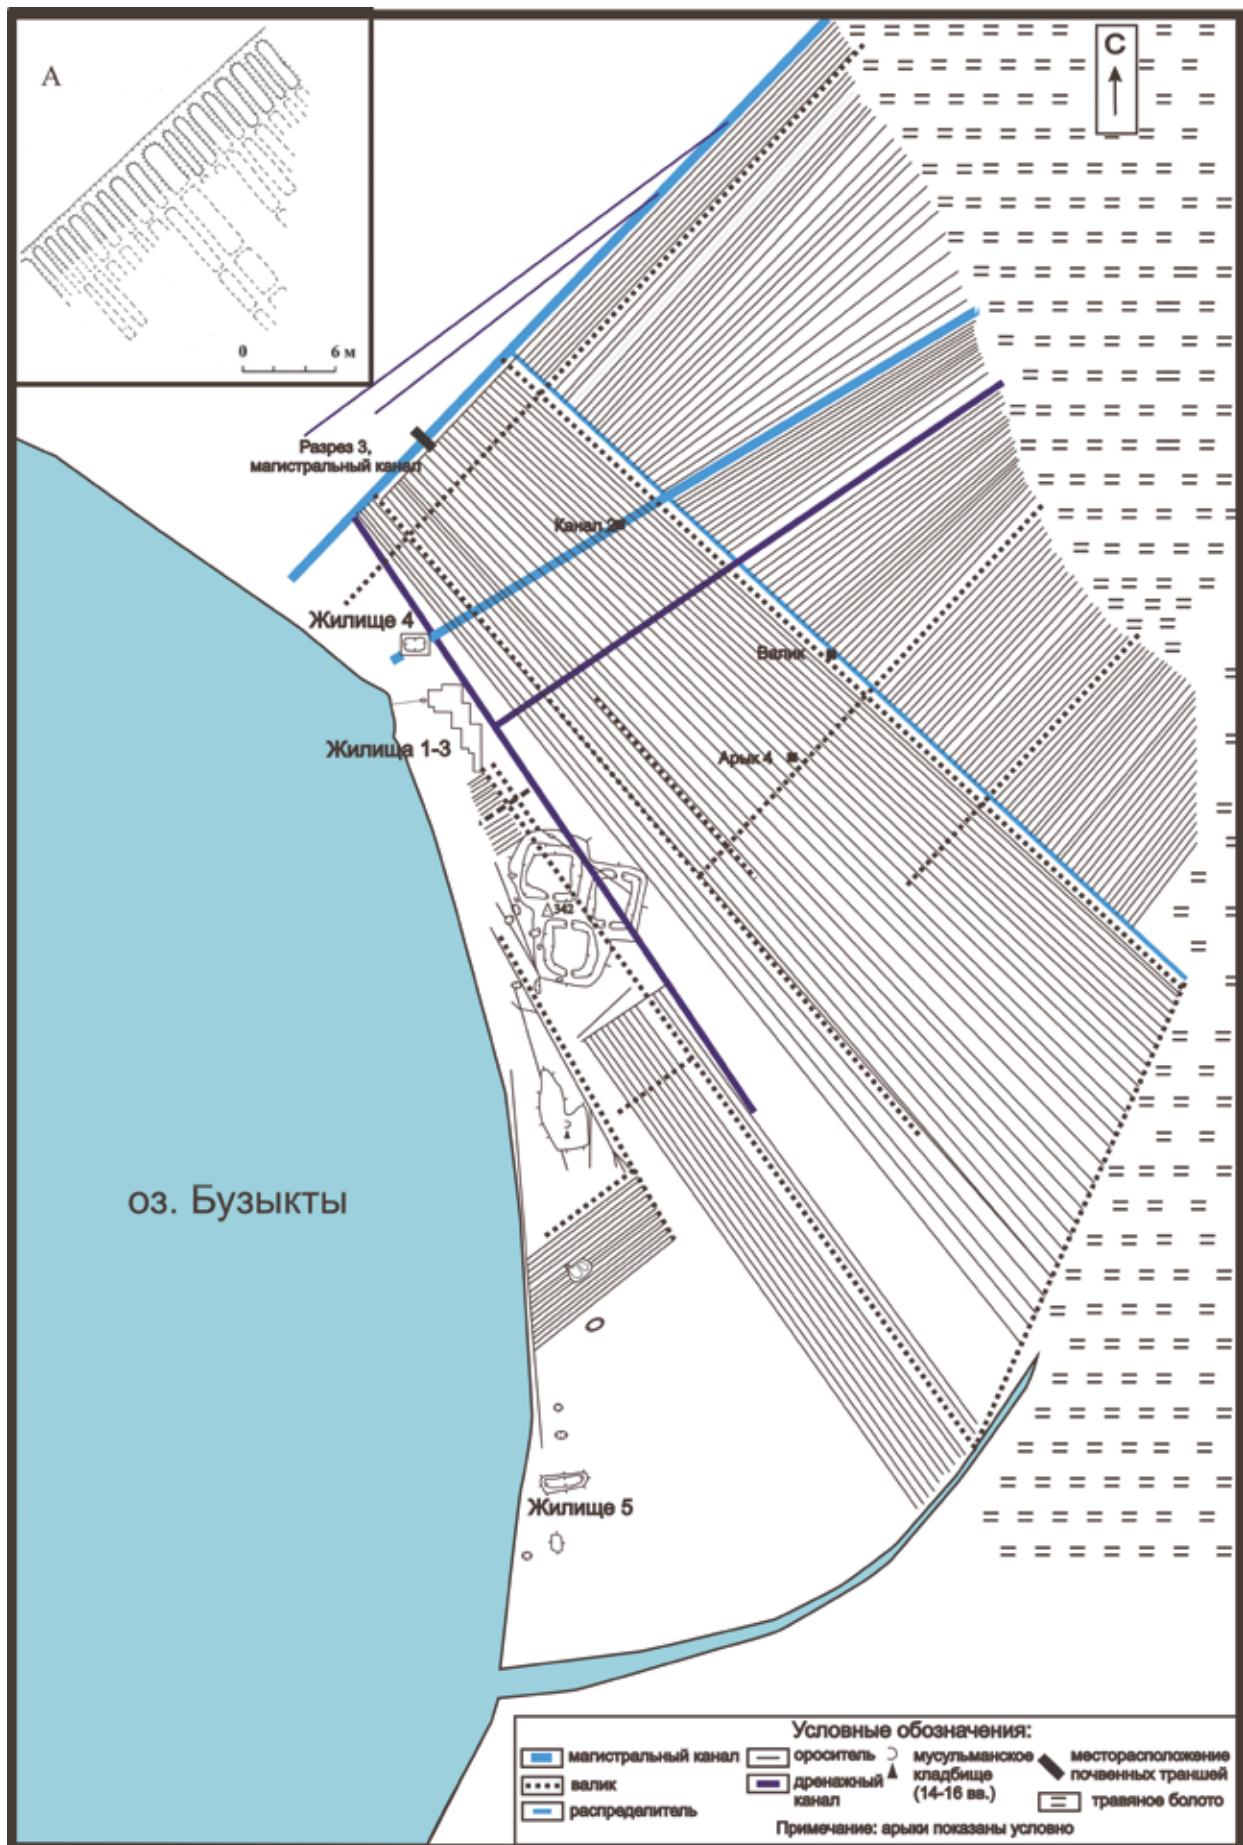 А
0 6 м
С
Разрез 3,
магистральный канал
Канал 2
Жилище 4
Валик
Жилища 1-3
Арык 4
342
оз. Бузыкты
Жилище 5
Условные обозначения:
магистральный канал
валик
распределитель
ороситель
дренажный
канал
мусульманское
кладбище
(14-16 вв.)
месторасположение
почвенных траншей
травяное болото
Примечание: арыки показаны условно